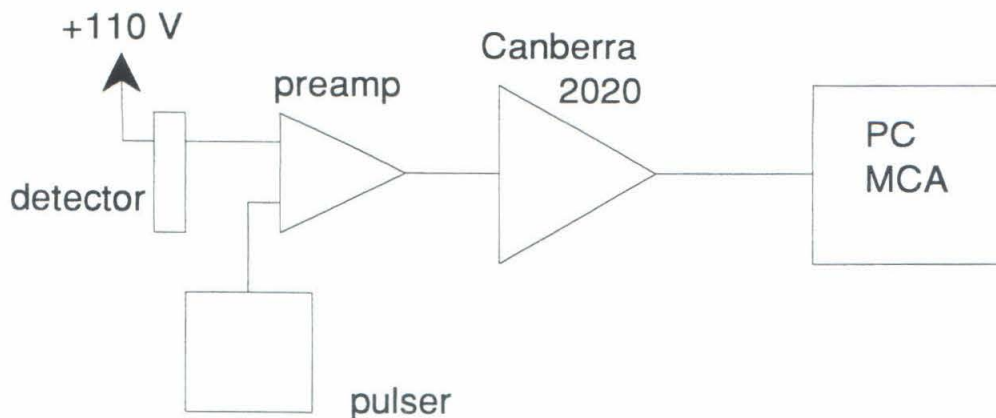 +110 V
Canberra
2020
preamp
PC
MCA
detector
pulser